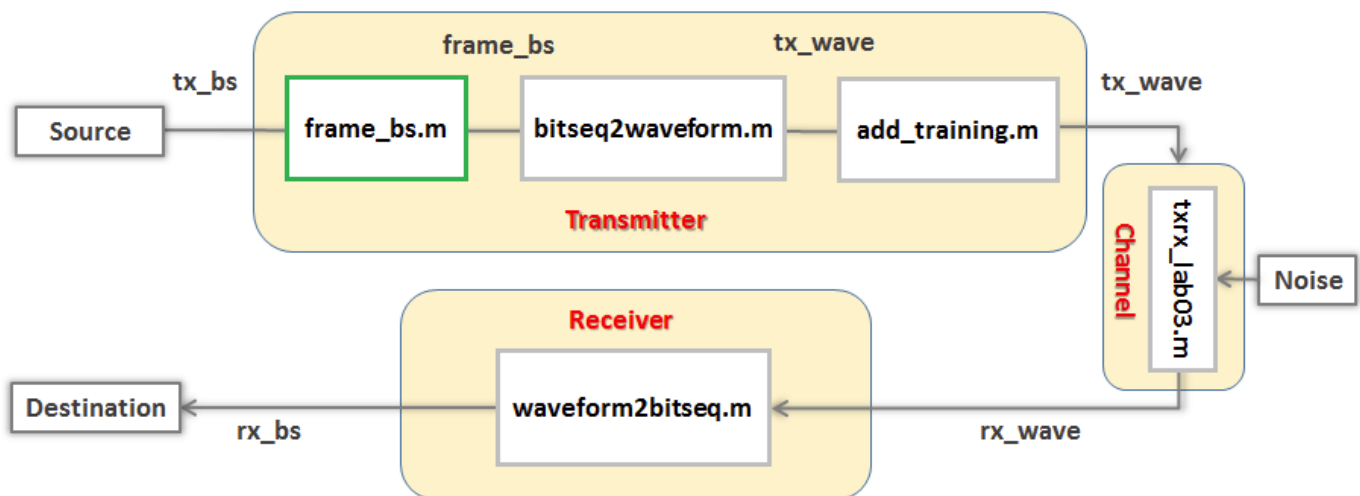 frame_bs
tx_wave
tx_bs
tx_wave
Source
frame_bs.m
bitseq2waveform.m
add_training.m
Transmitter
Channel
txrx_lab03.m
Noise
Receiver
Destination
waveform2bitseq.m
rx_bs
rx_wave